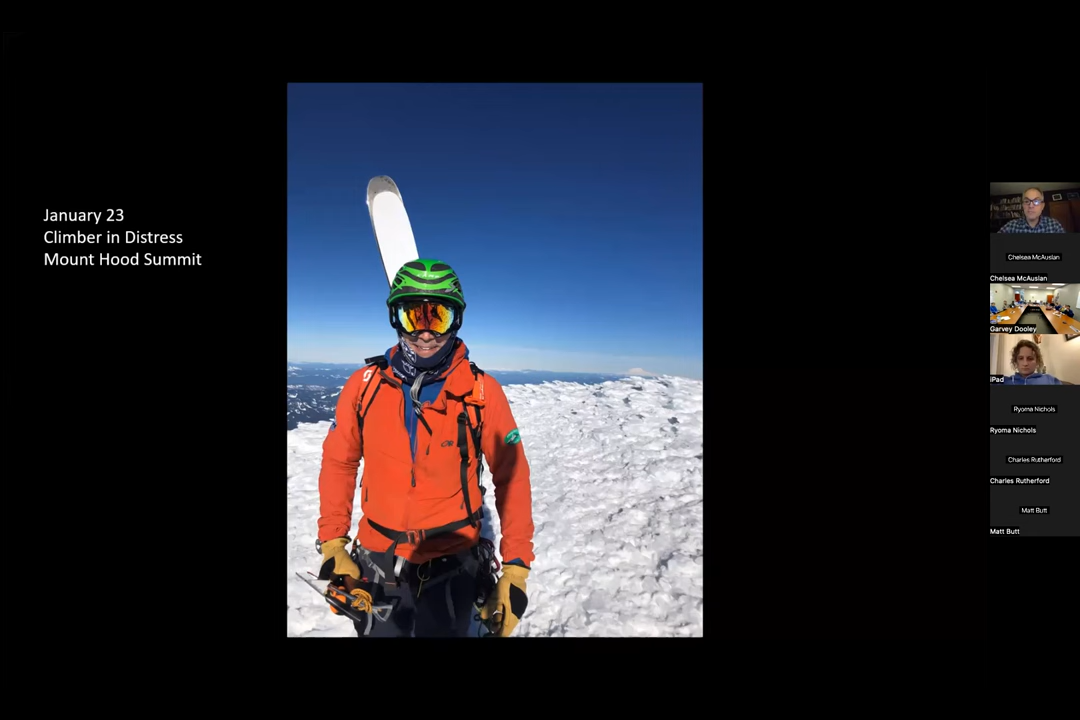 January 23
Climber in Distress
Mount Hood Summit
Chelsea McAuslan
Chelsea McAuslan
Garvey Dooley
iPad
Ryoma Nichols
Ryoma Nichols
Charles Rutherford
Charles Rutherford
Matt Butt
Matt Butt